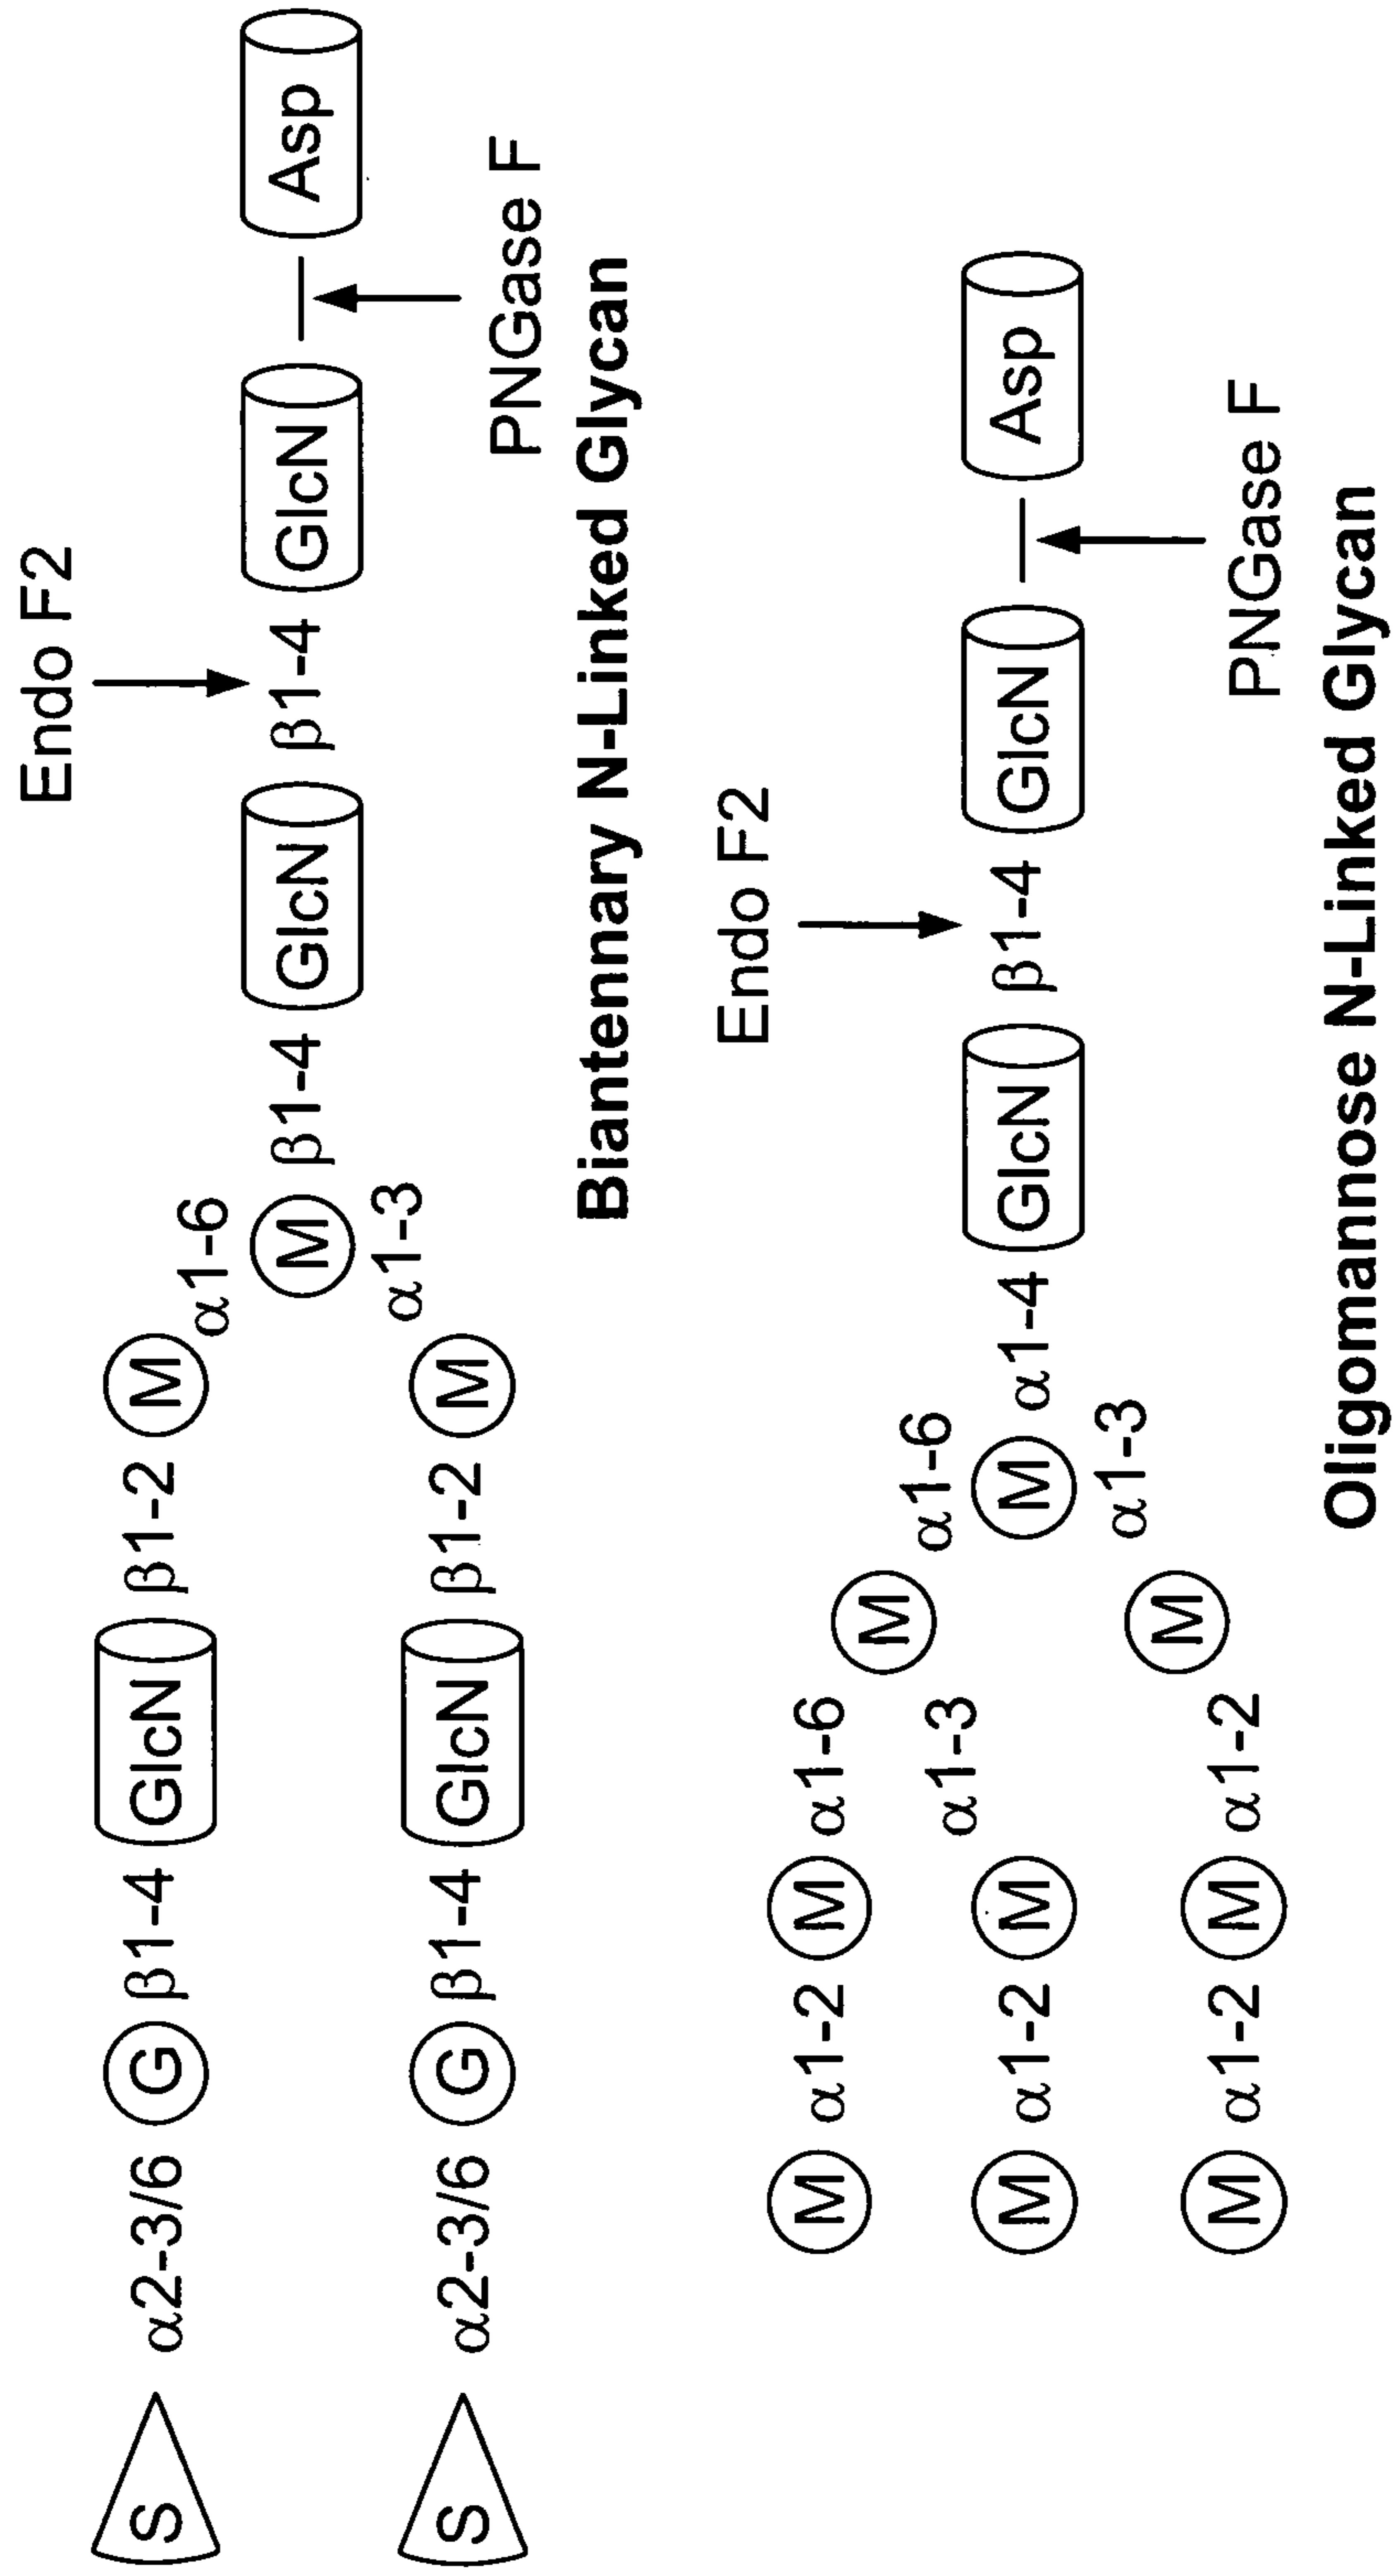 Endo F2
S α2-3/6 G β1-4 GlcN β1-2 M α1-6
M β1-4 GlcN β1-4 GlcN Asp
S α2-3/6 G β1-4 GlcN β1-2 M α1-3
PNGase F
Biantennary N-Linked Glycan
Endo F2
M α1-2 M α1-6 M α1-6
M α1-2 M α1-3 M α1-4 GlcN β1-4 GlcN Asp
M α1-2 M α1-2 M α1-3
PNGase F
Oligomannose N-Linked Glycan